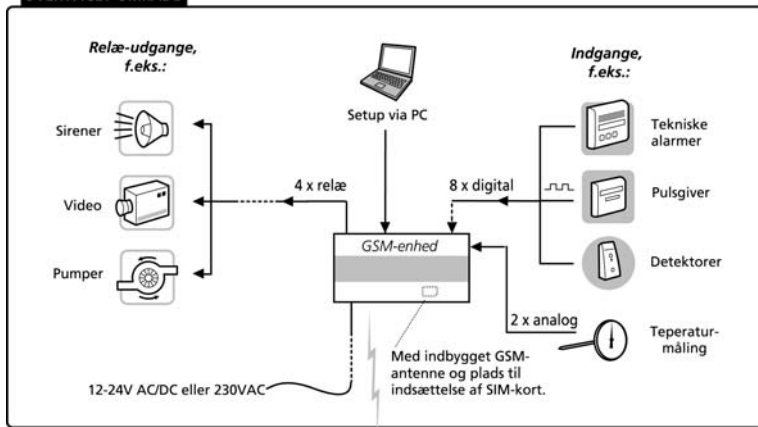 Relæ-udgange,
f.eks.:
Sirener
Video
Pumper
Setup via PC
4 x relæ
8 x digital
GSM-enhed
Indgange,
f.eks.:
Tekniske
alarmer
Pulsgiver
Detektorer
2 x analog
Teperatur-
måling
Med indbygget GSM-
antenne og plads til
indsættelse af SIM-kort.
12-24V AC/DC eller 230VAC